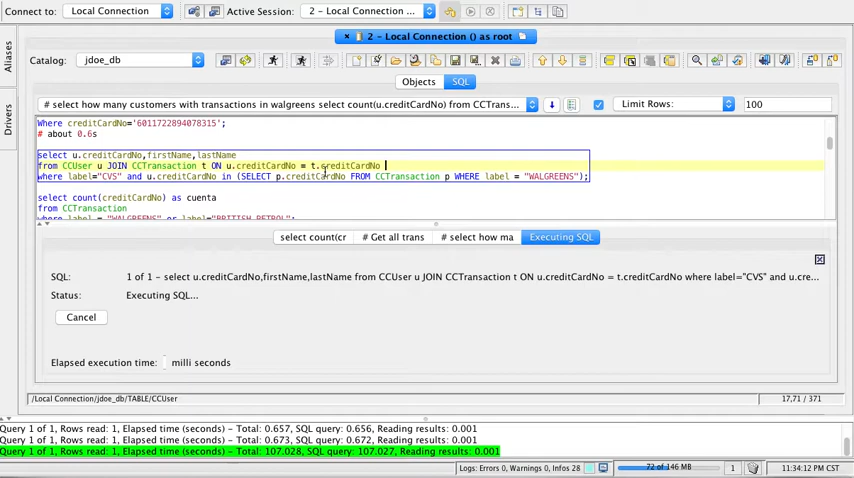 Connect to: Local Connection Active Session: 2 - Local Connection ...
2 - Local Connection () as root
Aliases
Drivers
Catalog: jdoe_db
Objects SQL
# select how many customers with transactions in walgreens select count(u.creditCardNo) from CCTrans... Limit Rows: 100
Where creditCardNo='6011722894078315';
# about 0.6s
select u.creditCardNo,firstName,lastName
from CCUser u JOIN CCTransaction t ON u.creditCardNo = t.creditCardNo
where label="CVS" and u.creditCardNo in (SELECT p.creditCardNo FROM CCTransaction p WHERE label = "WALGREENS");
select count(creditCardNo) as cuenta
from CCTransaction
where label = "WALGREENS" or label="BRITISH PETROL";
select count(cr # Get all trans # select how ma Executing SQL
SQL: 1 of 1 - select u.creditCardNo,firstName,lastName from CCUser u JOIN CCTransaction t ON u.creditCardNo = t.creditCardNo where label="CVS" and u.cre...
Status: Executing SQL...
Cancel
Elapsed execution time: milli seconds
/Local Connection/jdoe_db/TABLE/CCUser 17,71 / 371
Query 1 of 1, Rows read: 1, Elapsed time (seconds) - Total: 0.657, SQL query: 0.656, Reading results: 0.001
Query 1 of 1, Rows read: 1, Elapsed time (seconds) - Total: 0.673, SQL query: 0.672, Reading results: 0.001
Query 1 of 1, Rows read: 1, Elapsed time (seconds) - Total: 107.028, SQL query: 107.027, Reading results: 0.001
Logs: Errors 0, Warnings 0, Infos 28 72 of 146 MB 1 11:34:12 PM CST